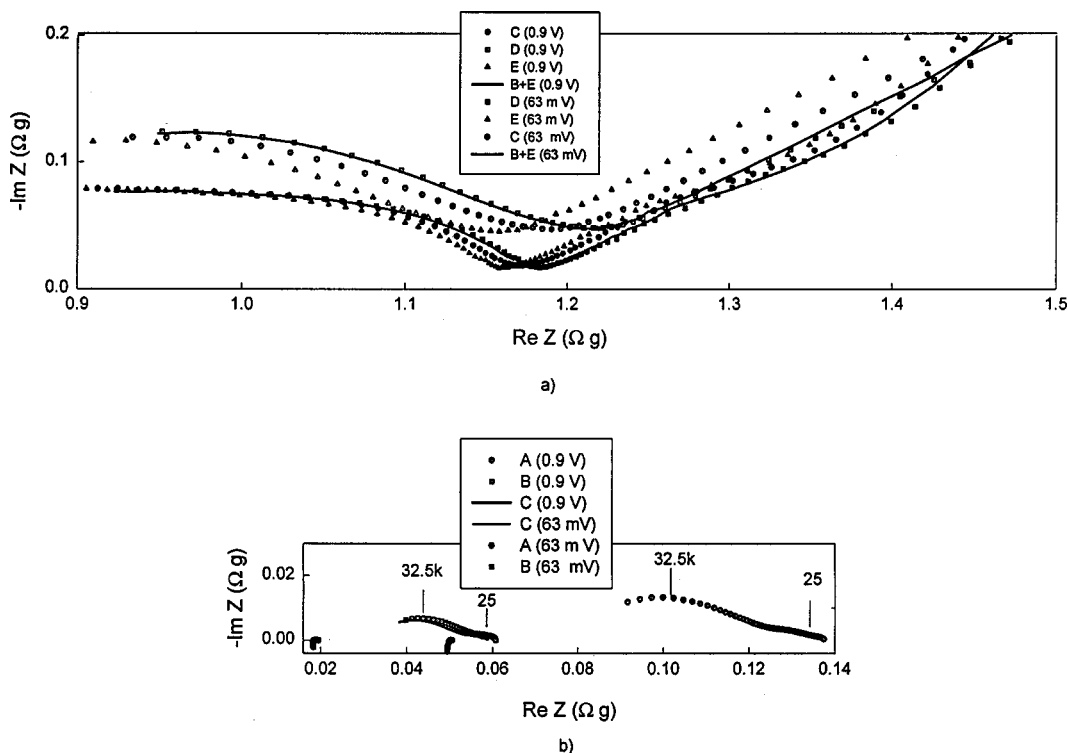 0.2
0.1
0.0
-Im Z (Ω g)
C (0.9 V)
D (0.9 V)
E (0.9 V)
B+E (0.9 V)
D (63 m V)
E (63 m V)
C (63 mV)
B+E (63 mV)
0.9 1.0 1.1 1.2 1.3 1.4 1.5
Re Z (Ω g)
a)
A (0.9 V)
B (0.9 V)
C (0.9 V)
C (63 mV)
A (63 m V)
B (63 mV)
-Im Z (Ω g)
0.02
0.00
32.5k
25
32.5k
25
0.02 0.04 0.06 0.08 0.10 0.12 0.14
Re Z (Ω g)
b)